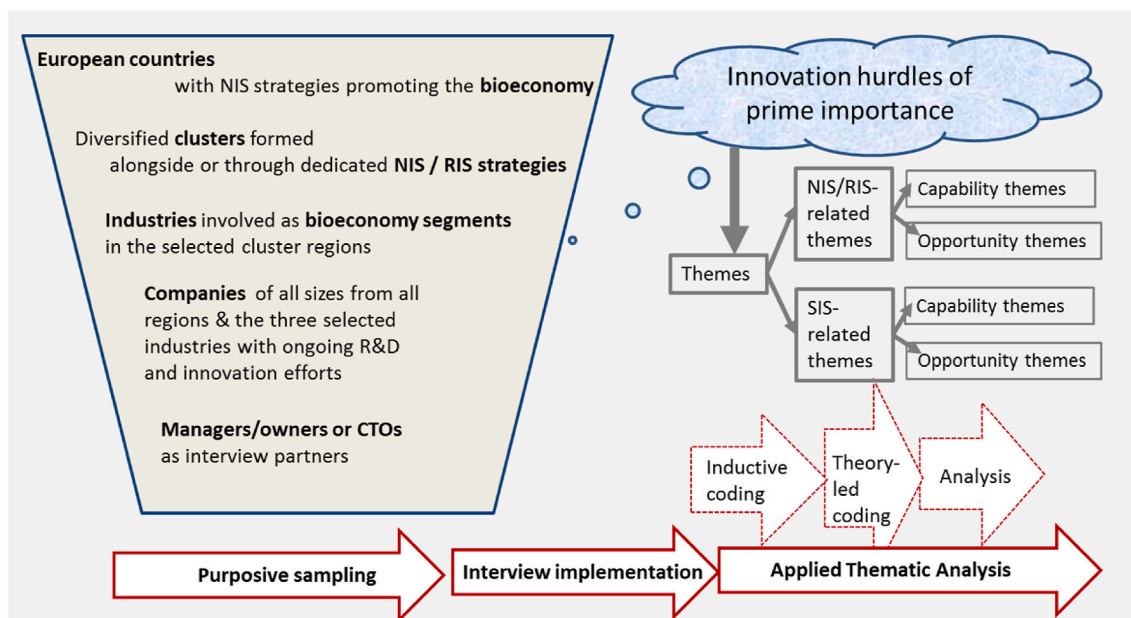 European countries
with NIS strategies promoting the bioeconomy
Diversified clusters formed
alongside or through dedicated NIS / RIS strategies
Industries involved as bioeconomy segments
in the selected cluster regions
Companies of all sizes from all
regions & the three selected
industries with ongoing R&D
and innovation efforts
Managers/owners or CTOs
as interview partners
Innovation hurdles of
prime importance
Themes
NIS/RIS-
related
themes
Capability themes
Opportunity themes
SIS-
related
themes
Capability themes
Opportunity themes
Inductive
coding
Theory-
led
coding
Analysis
Purposive sampling
Interview implementation
Applied Thematic Analysis